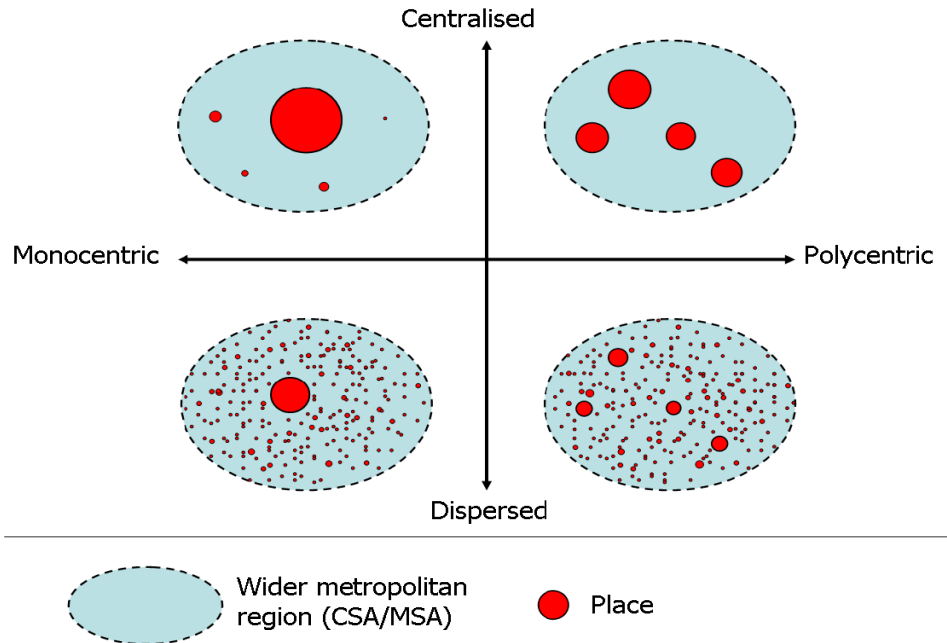 Centralised
Monocentric
Polycentric
Dispersed
Wider metropolitan
region (CSA/MSA)
Place